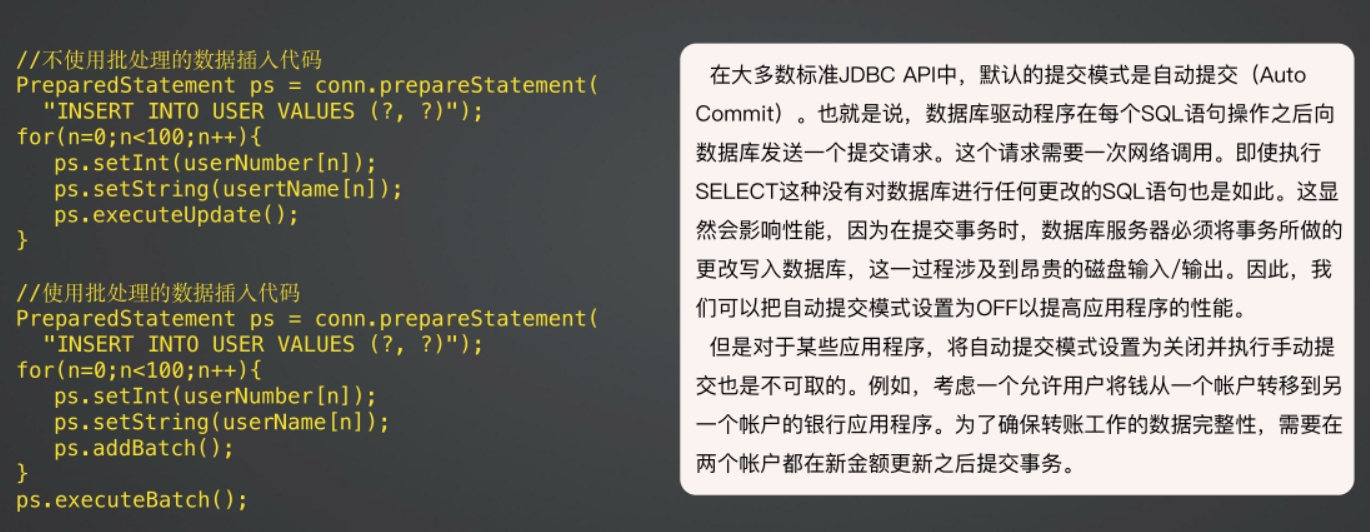 //不使用批处理的数据插入代码
PreparedStatement ps = conn.prepareStatement(
"INSERT INTO USER VALUES (?, ?)");
for(n=0;n<100;n++){
ps.setInt(userNumber[n]);
ps.setString(usertName[n]);
ps.executeUpdate();
}
//使用批处理的数据插入代码
PreparedStatement ps = conn.prepareStatement(
"INSERT INTO USER VALUES (?, ?)");
for(n=0;n<100;n++){
ps.setInt(userNumber[n]);
ps.setString(userName[n]);
ps.addBatch();
}
ps.executeBatch();
在大多数标准JDBC API中，默认的提交模式是自动提交（Auto
Commit）。也就是说，数据库驱动程序在每个SQL语句操作之后向
数据库发送一个提交请求。这个请求需要一次网络调用。即使执行
SELECT这种没有对数据库进行任何更改的SQL语句也是如此。这显
然会影响性能，因为在提交事务时，数据库服务器必须将事务所做的
更改写入数据库，这一过程涉及到昂贵的磁盘输入/输出。因此，我
们可以把自动提交模式设置为OFF以提高应用程序的性能。
但是对于某些应用程序，将自动提交模式设置为关闭并执行手动提
交也是不可取的。例如，考虑一个允许用户将钱从一个帐户转移到另
一个帐户的银行应用程序。为了确保转账工作的数据完整性，需要在
两个帐户都在新金额更新之后提交事务。